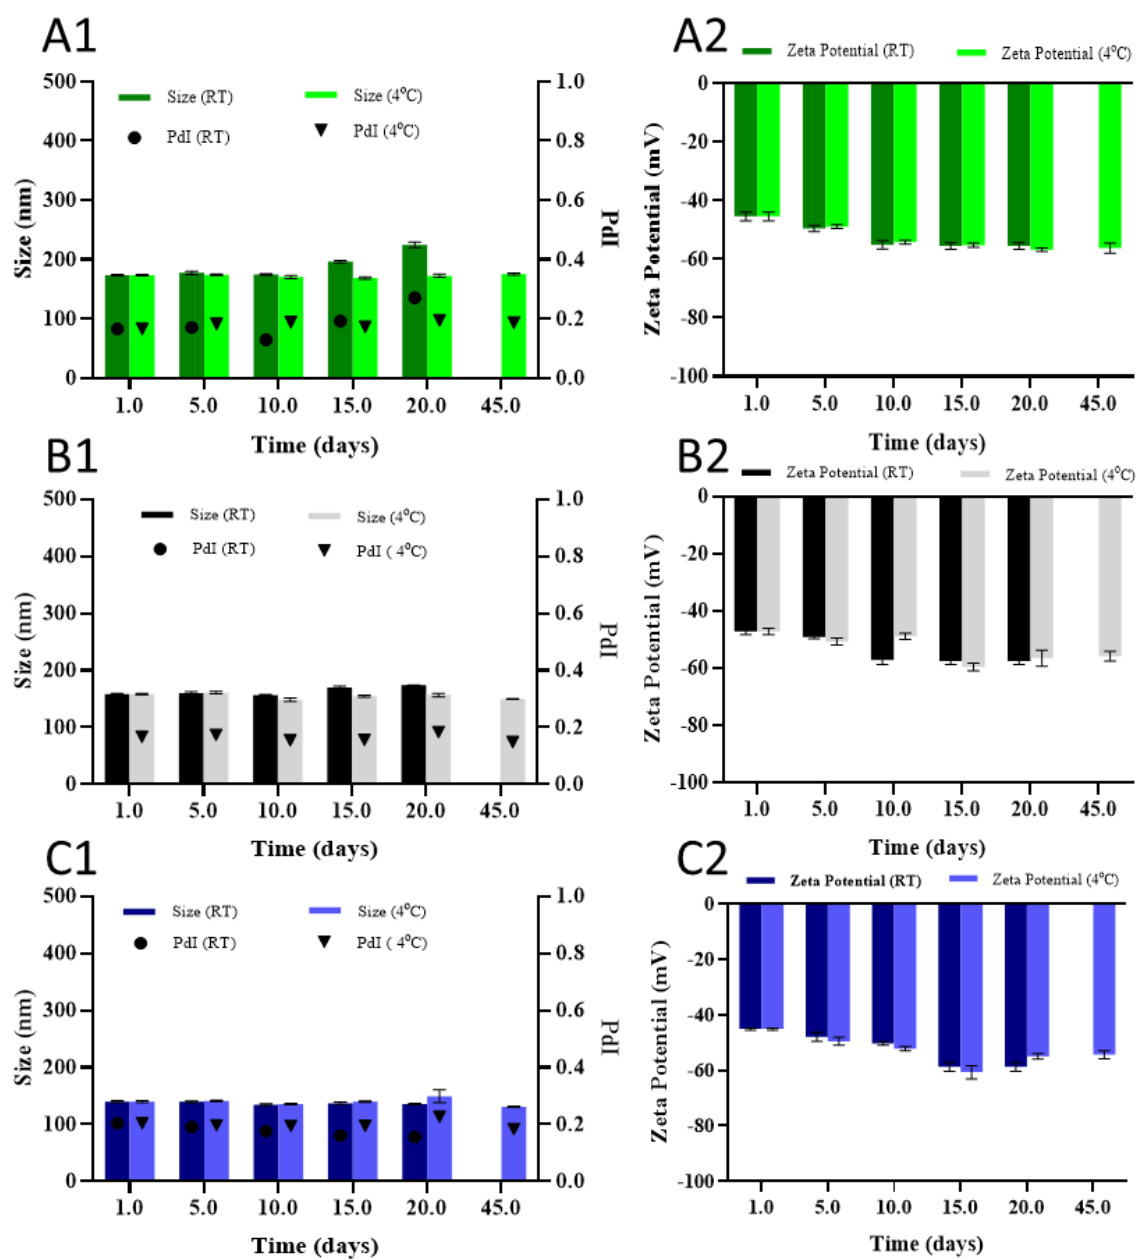 A1
Size (RT)
Size (4⁰C)
PdI (RT)
PdI (4⁰C)
500
400
300
200
100
0
Size (nm)
1.0
0.8
0.6
0.4
0.2
0.0
PdI
1.0 5.0 10.0 15.0 20.0 45.0
Time (days)
A2
Zeta Potential (RT)
Zeta Potential (4⁰C)
0
-20
-40
-60
-80
-100
Zeta Potential (mV)
1.0 5.0 10.0 15.0 20.0 45.0
Time (days)
B1
Size (RT)
Size (4⁰C)
PdI (RT)
PdI ( 4⁰C)
500
400
300
200
100
0
Size (nm)
1.0
0.8
0.6
0.4
0.2
0.0
PdI
1.0 5.0 10.0 15.0 20.0 45.0
Time (days)
B2
Zeta Potential (RT)
Zeta Potential (4⁰C)
0
-20
-40
-60
-80
-100
Zeta Potential (mV)
1.0 5.0 10.0 15.0 20.0 45.0
Time (days)
C1
Size (RT)
Size (4⁰C)
PdI (RT)
PdI ( 4⁰C)
500
400
300
200
100
0
Size (nm)
1.0
0.8
0.6
0.4
0.2
0.0
PdI
1.0 5.0 10.0 15.0 20.0 45.0
Time (days)
C2
Zeta Potential (RT)
Zeta Potential (4⁰C)
0
-20
-40
-60
-80
-100
Zeta Potential (mV)
1.0 5.0 10.0 15.0 20.0 45.0
Time (days)